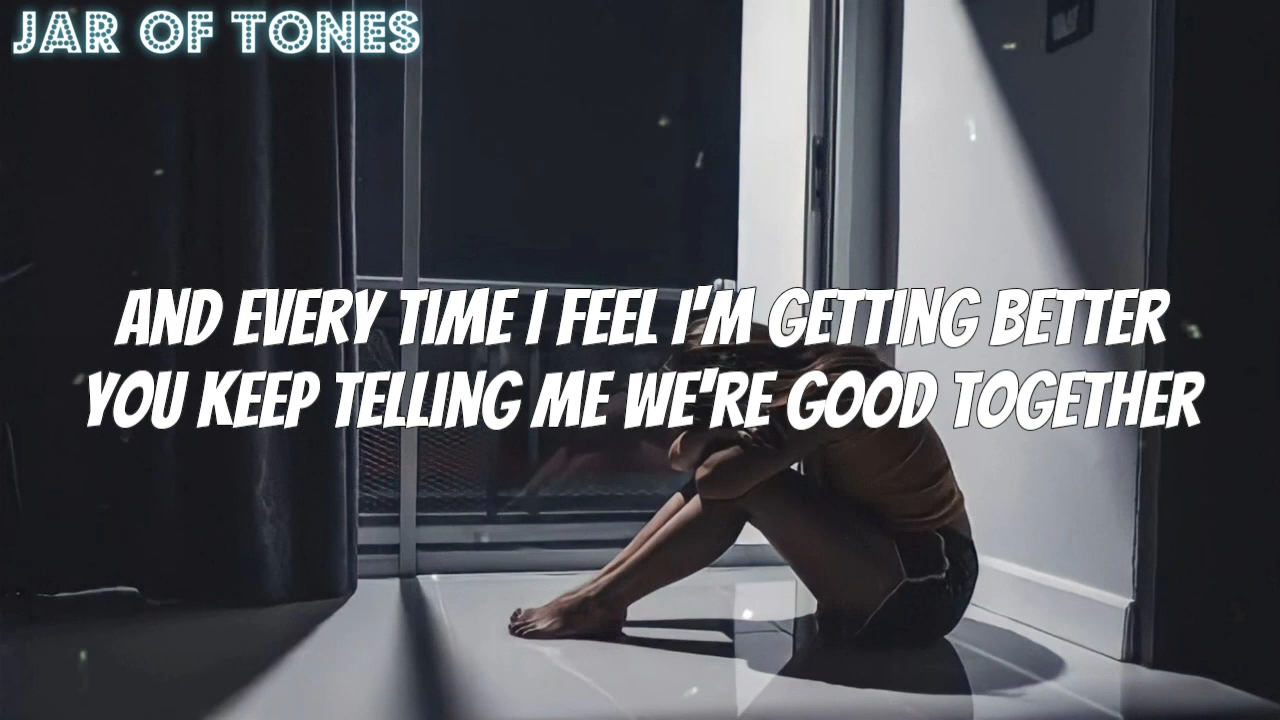 JAR OF TONES
AND EVERY TIME I FEEL I'M GETTING BETTER
YOU KEEP TELLING ME WE'RE GOOD TOGETHER